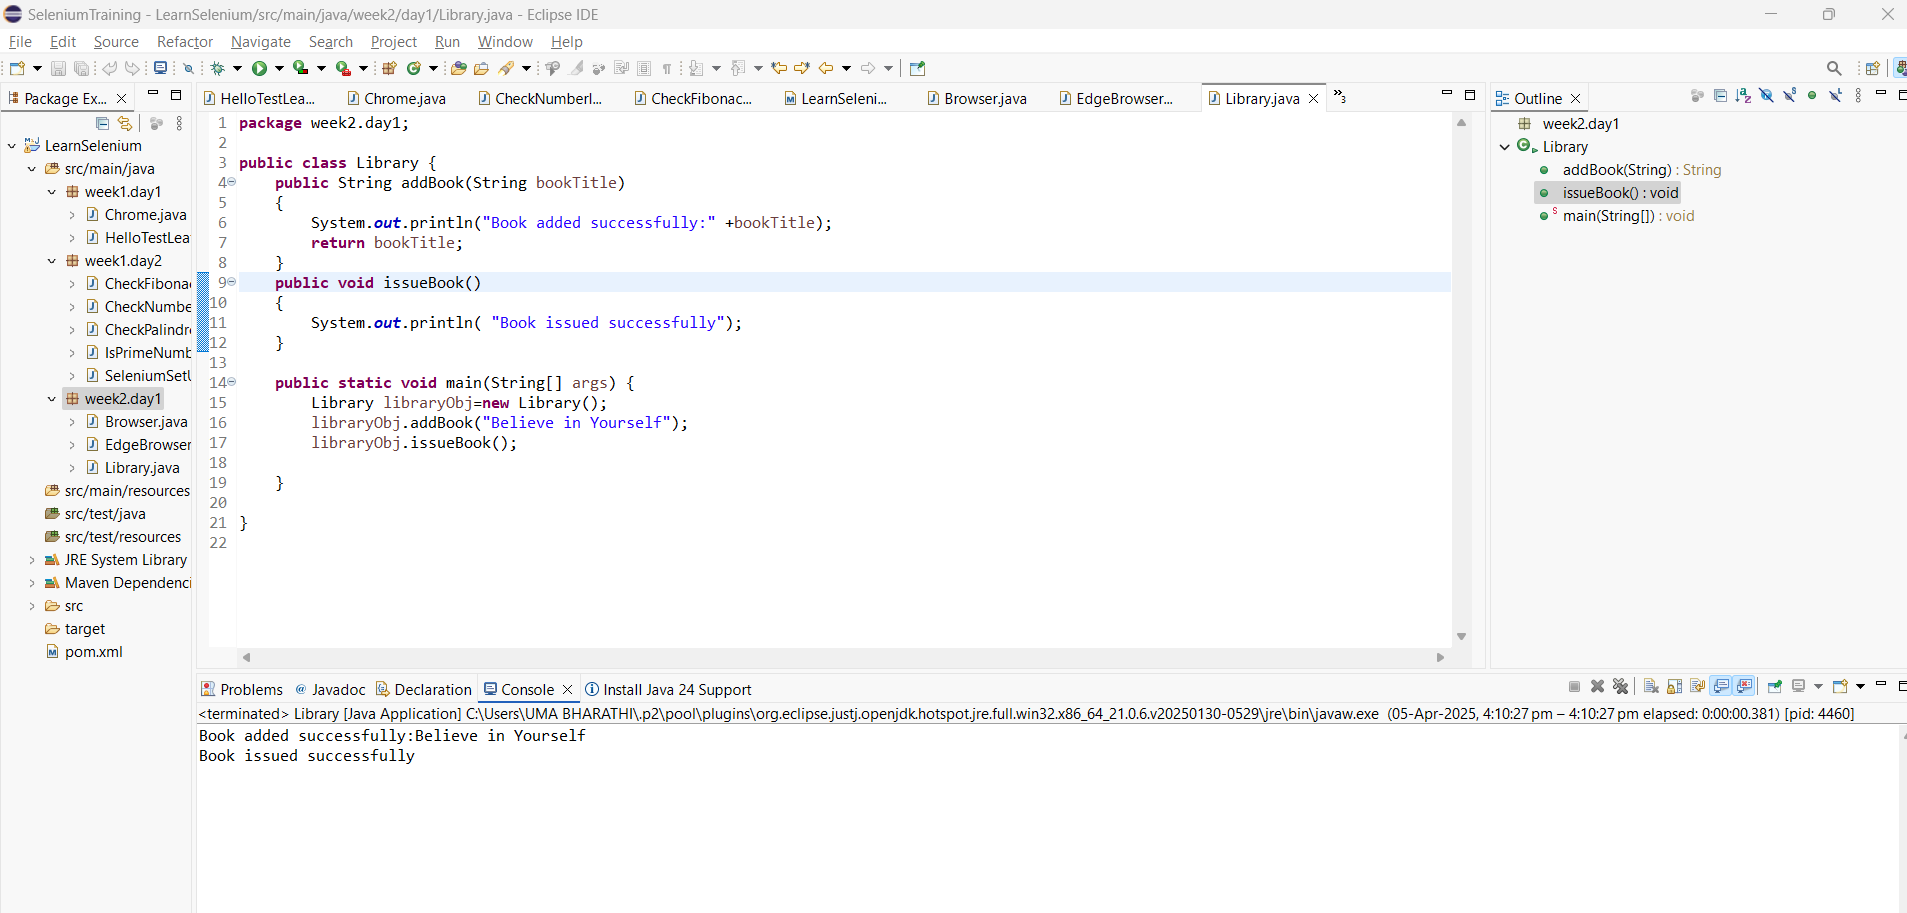 SeleniumTraining - LearnSelenium/src/main/java/week2/day1/Library.java - Eclipse IDE
File Edit Source Refactor Navigate Search Project Run Window Help
Package Ex...
LearnSelenium
src/main/java
week1.day1
Chrome.java
HelloTestLea
week1.day2
CheckFibona
CheckNumbe
CheckPalindr
IsPrimeNumb
SeleniumSetU
week2.day1
Browser.java
EdgeBrowser
Library.java
src/main/resources
src/test/java
src/test/resources
JRE System Library
Maven Dependenci
src
target
pom.xml
HelloTestLea... Chrome.java CheckNumberI... CheckFibonac... LearnSeleni... Browser.java EdgeBrowser... Library.java »3
1 package week2.day1;
2
3 public class Library {
4 public String addBook(String bookTitle)
5 {
6 System.out.println("Book added successfully:" +bookTitle);
7 return bookTitle;
8 }
9 public void issueBook()
10 {
11 System.out.println( "Book issued successfully");
12 }
13
14 public static void main(String[] args) {
15 Library libraryObj=new Library();
16 libraryObj.addBook("Believe in Yourself");
17 libraryObj.issueBook();
18
19 }
20
21 }
22
Outline
week2.day1
Library
addBook(String) : String
issueBook() : void
main(String[]) : void
Problems Javadoc Declaration Console Install Java 24 Support
<terminated> Library [Java Application] C:\Users\UMA BHARATHI\.p2\pool\plugins\org.eclipse.justj.openjdk.hotspot.jre.full.win32.x86_64_21.0.6.v20250130-0529\jre\bin\javaw.exe (05-Apr-2025, 4:10:27 pm – 4:10:27 pm elapsed: 0:00:00.381) [pid: 4460]
Book added successfully:Believe in Yourself
Book issued successfully